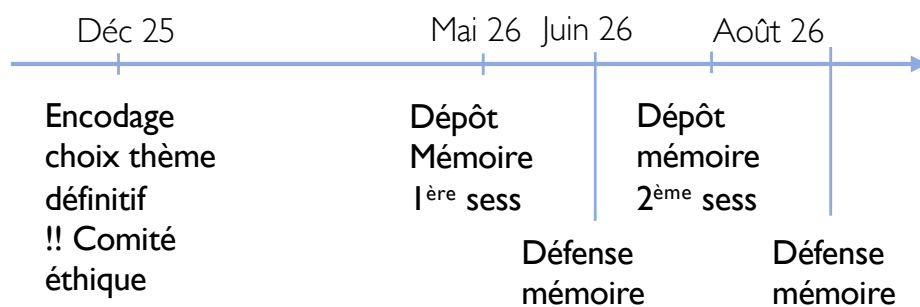 Déc 25
Mai 26
Juin 26
Août 26
Encodage
choix thème
définitif
!! Comité
éthique
Dépôt
Mémoire
1ère sess
Défense
mémoire
Dépôt
mémoire
2ème sess
Défense
mémoire